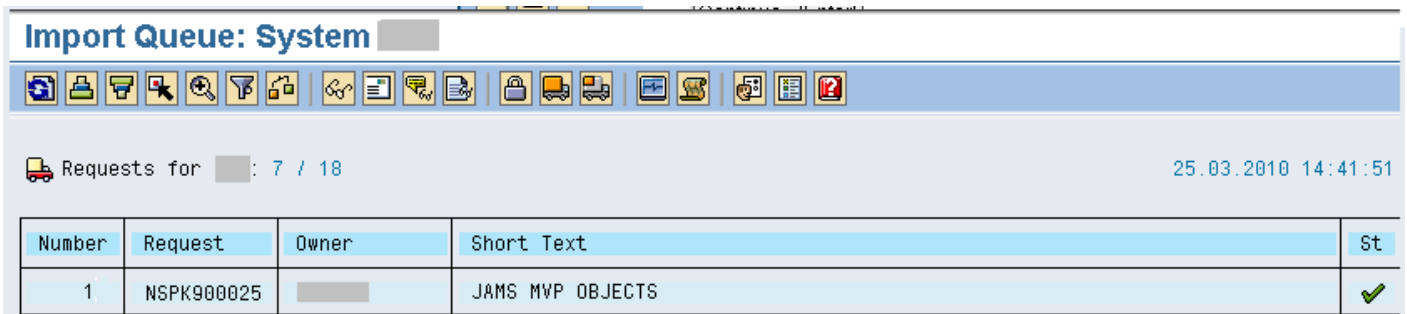 Import Queue: System
Requests for : 7 / 18
25.03.2010 14:41:51
Number Request Owner Short Text St
1 NSPK900025 JAMS MVP OBJECTS